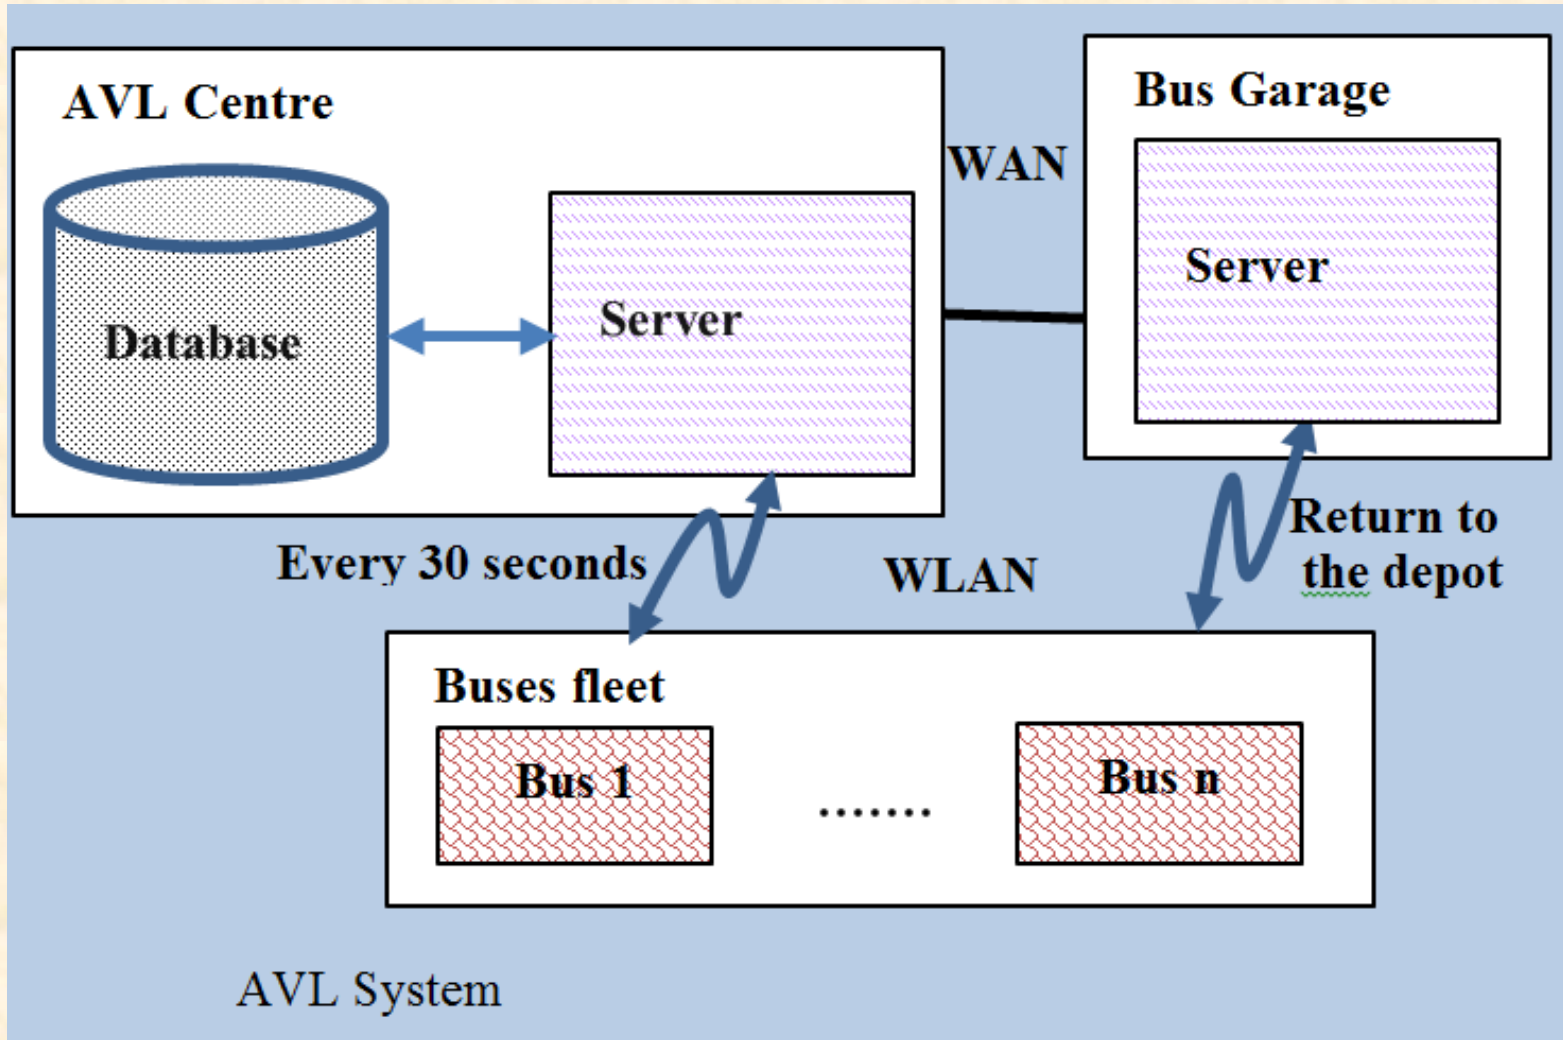 AVL Centre
Database
Server
WAN
Bus Garage
Server
Every 30 seconds
WLAN
Return to
the depot
Buses fleet
Bus 1
.......
Bus n
AVL System